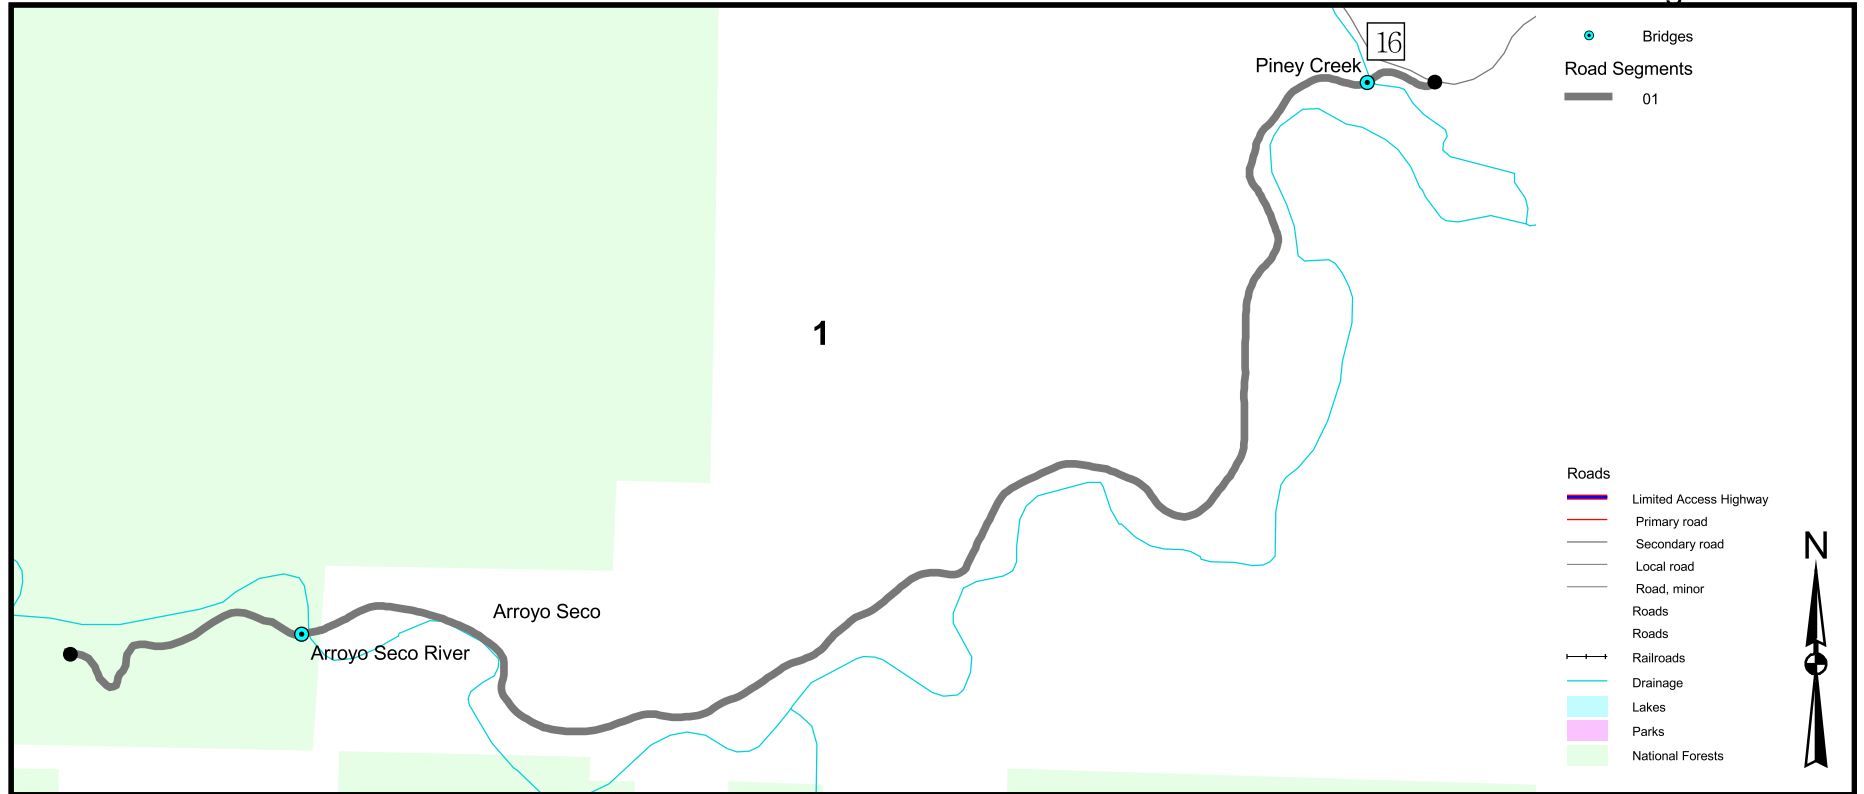 16
Piney Creek
1
Arroyo Seco
Arroyo Seco River
Bridges
Road Segments
01
Roads
Limited Access Highway
Primary road
Secondary road
Local road
Road, minor
Roads
Roads
Railroads
Drainage
Lakes
Parks
National Forests
N